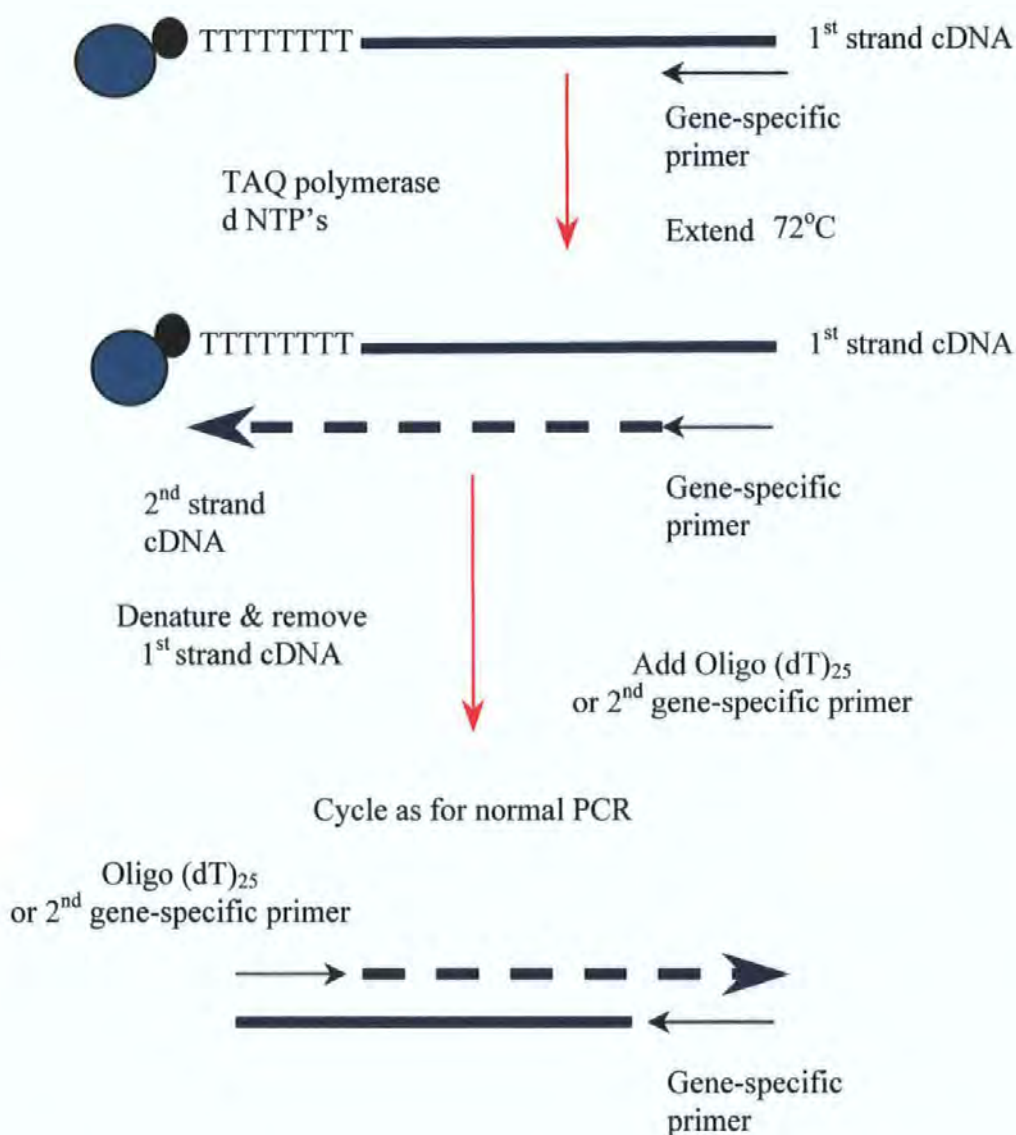 TTTTTTTT 1st strand cDNA
Gene-specific
primer
TAQ polymerase
d NTP's
Extend 72°C
TTTTTTTT 1st strand cDNA
2nd strand
cDNA
Gene-specific
primer
Denature & remove
1st strand cDNA
Add Oligo (dT)25
or 2nd gene-specific primer
Cycle as for normal PCR
Oligo (dT)25
or 2nd gene-specific primer
Gene-specific
primer